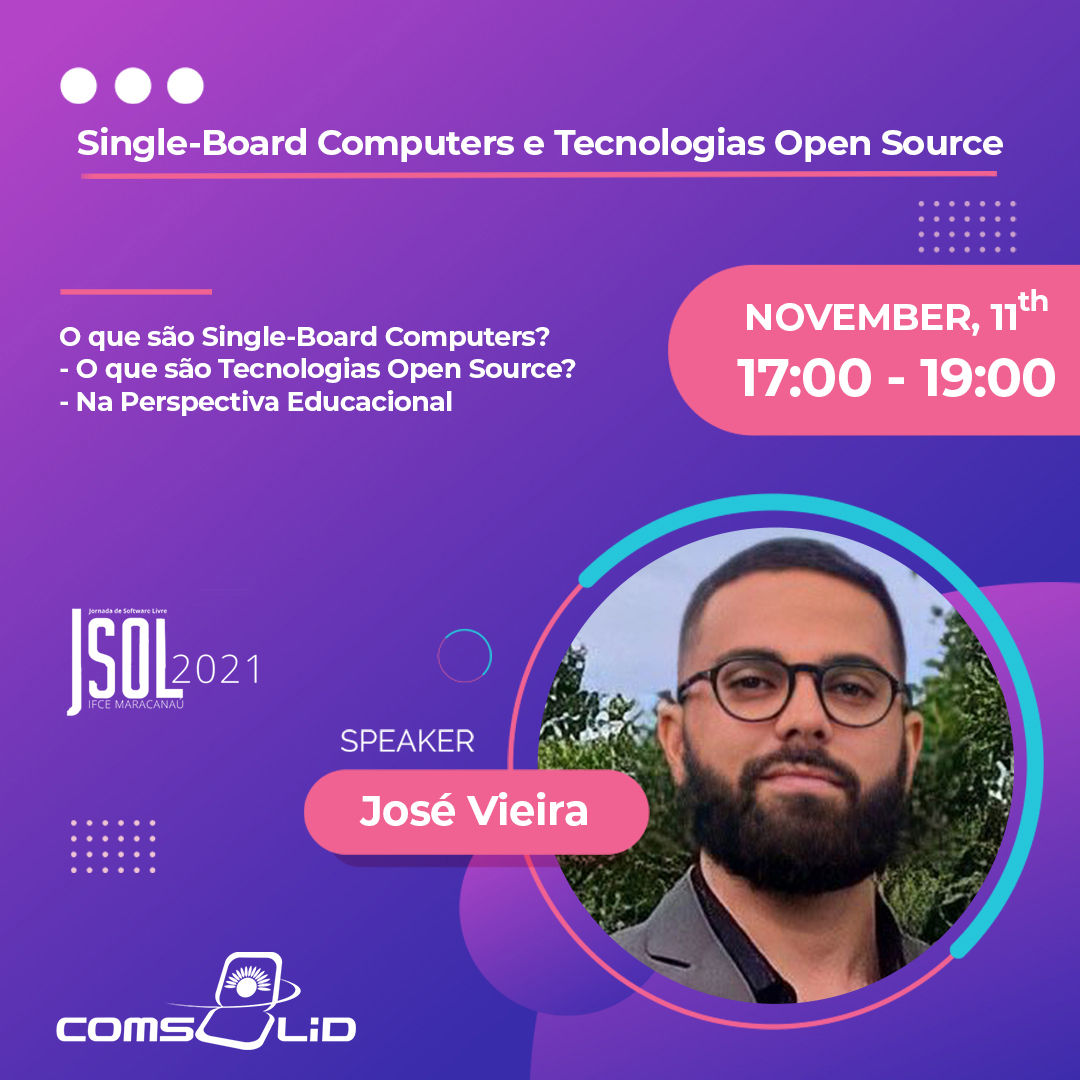 Single-Board Computers e Tecnologias Open Source
NOVEMBER, 11th
17:00 - 19:00
O que são Single-Board Computers?
- O que são Tecnologias Open Source?
- Na Perspectiva Educacional
Jornada de Software Livre
JSOL 2021
IFCE MARACANAÚ
SPEAKER
José Vieira
COMSOLiD